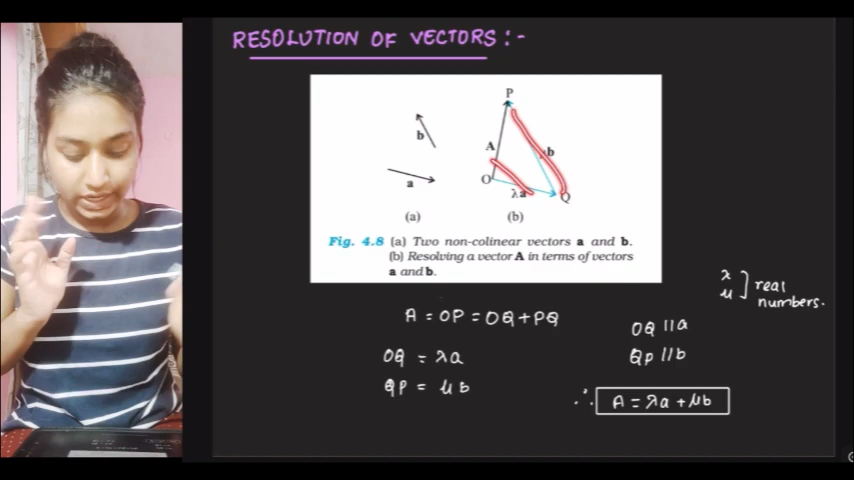 RESOLUTION OF VECTORS :-
P
b
A
b
O
a
λa
Q
(a)
(b)
Fig. 4.8 (a) Two non-colinear vectors a and b.
(b) Resolving a vector A in terms of vectors
a and b.
λ
μ ] real
numbers.
A = OP = OQ + PQ
OQ || a
OQ = λa
QP || b
QP = μb
∴ A = λa + μb